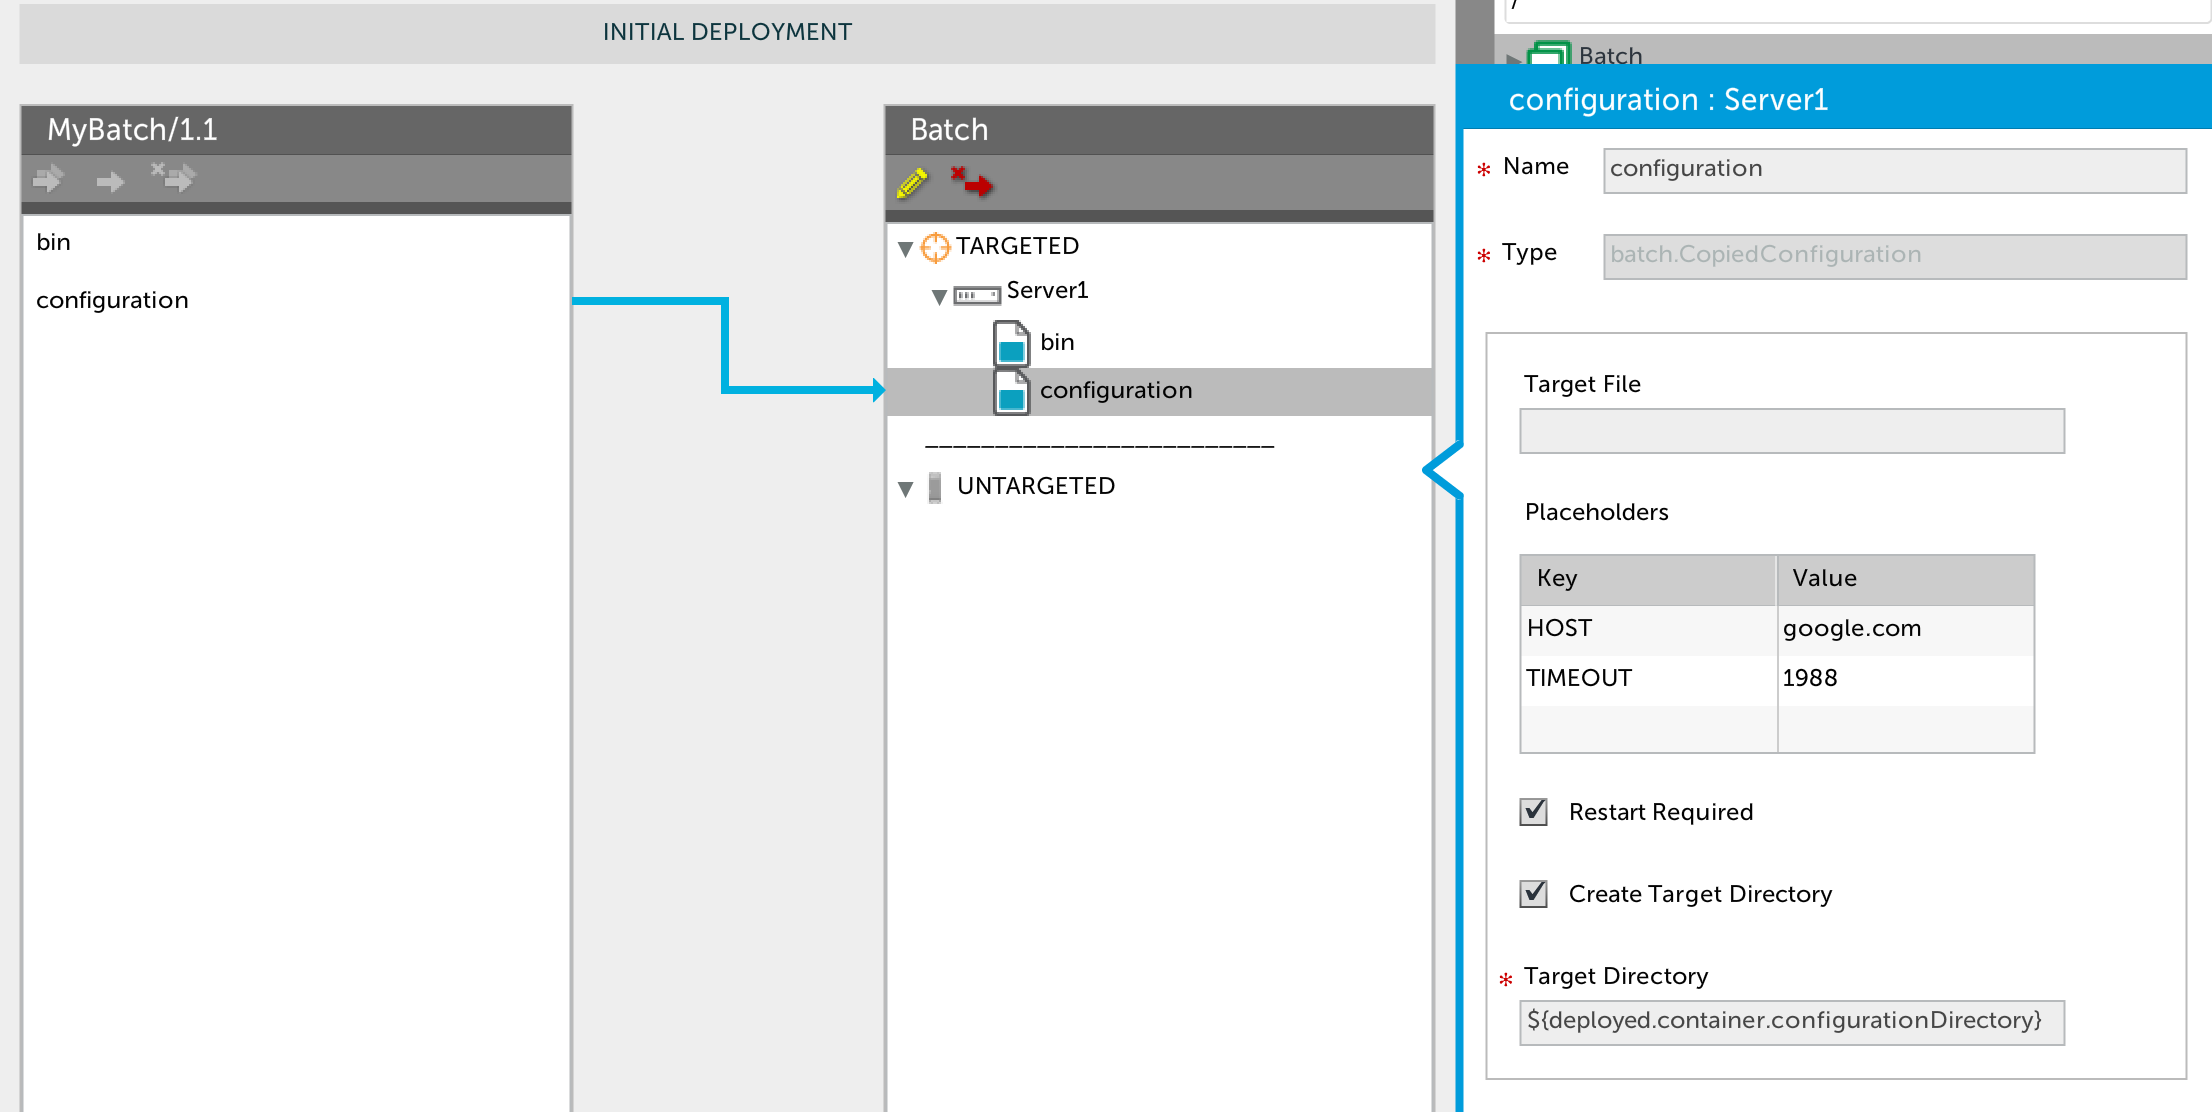 INITIAL DEPLOYMENT
MyBatch/1.1
bin
configuration
Batch
TARGETED
Server1
bin
configuration
_________________________
UNTARGETED
/
Batch
configuration : Server1
* Name configuration
* Type batch.CopiedConfiguration
Target File
Placeholders
Key Value
HOST google.com
TIMEOUT 1988
Restart Required
Create Target Directory
* Target Directory
${deployed.container.configurationDirectory}